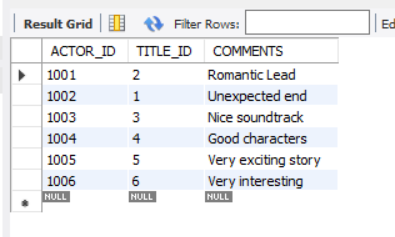 Result Grid Filter Rows: Ed
ACTOR_ID TITLE_ID COMMENTS
1001 2 Romantic Lead
1002 1 Unexpected end
1003 3 Nice soundtrack
1004 4 Good characters
1005 5 Very exciting story
1006 6 Very interesting
NULL NULL NULL